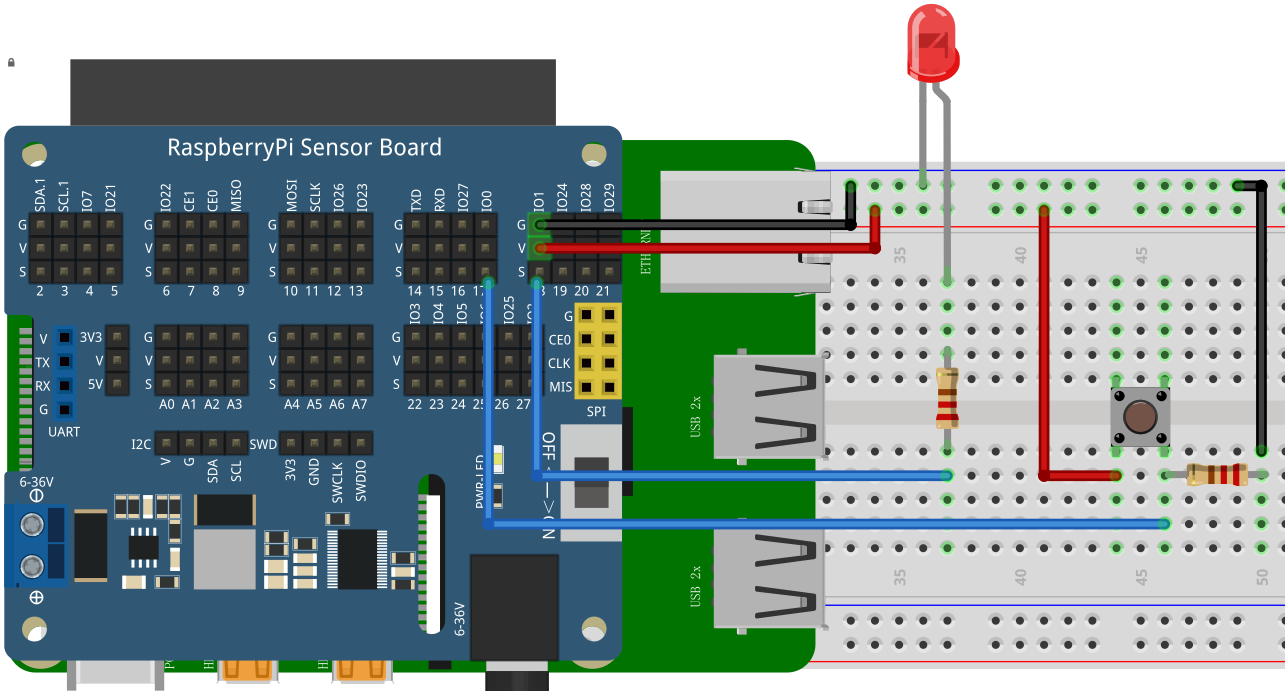 RaspberryPi Sensor Board
SDA.1 SCL.1 IO7 IO21
IO22 CE1 CE0 MISO
MOSI SCLK IO26 IO23
TXD RXD IO27 IO0
IO1 IO24 IO28 IO29
G G G G G
V V V V V
S S S S S
2 3 4 5 6 7 8 9 10 11 12 13 14 15 16 17 19 20 21
IO3 IO4 IO5 IO25
G
CE0
CLK
MIS
SPI
V
TX
RX
G
UART
3V3
V
5V
G G G
V V V
S S S
A0 A1 A2 A3 A4 A5 A6 A7 22 23 24 25 26 27
I2C
V G SDA SCL
SWD
3V3 GND SWCLK SWDIO
6-36V
6-36V
USB 2x
USB 2x
35 40 45
35 40 45 50